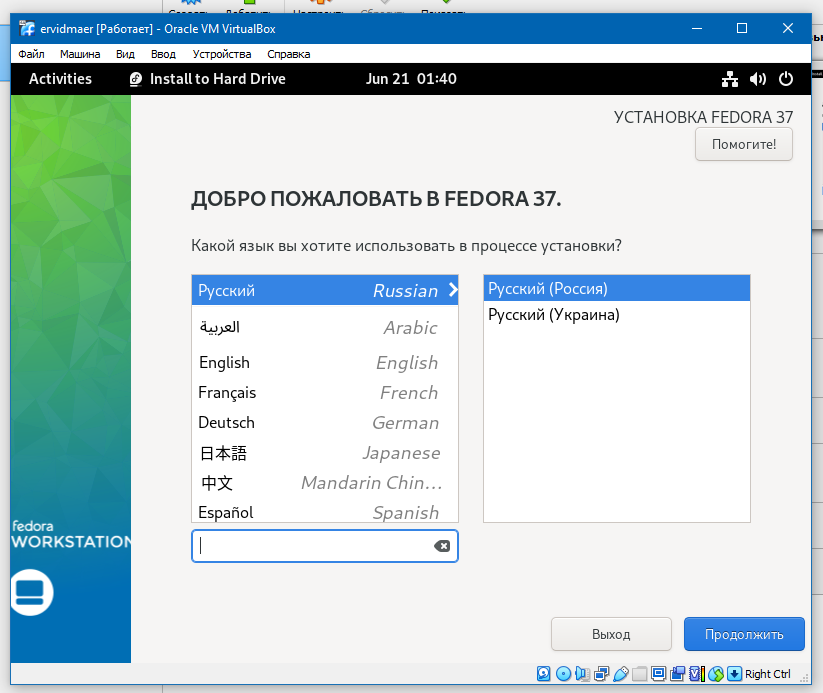 ervidmaer [Работает] - Oracle VM VirtualBox
Файл Машина Вид Ввод Устройства Справка
Activities Install to Hard Drive Jun 21 01:40
УСТАНОВКА FEDORA 37
Помогите!
ДОБРО ПОЖАЛОВАТЬ В FEDORA 37.
Какой язык вы хотите использовать в процессе установки?
Русский Russian
العربية Arabic
English English
Français French
Deutsch German
日本語 Japanese
中文 Mandarin Chin...
Español Spanish
Русский (Россия)
Русский (Украина)
fedora
WORKSTATION
Выход Продолжить
Right Ctrl